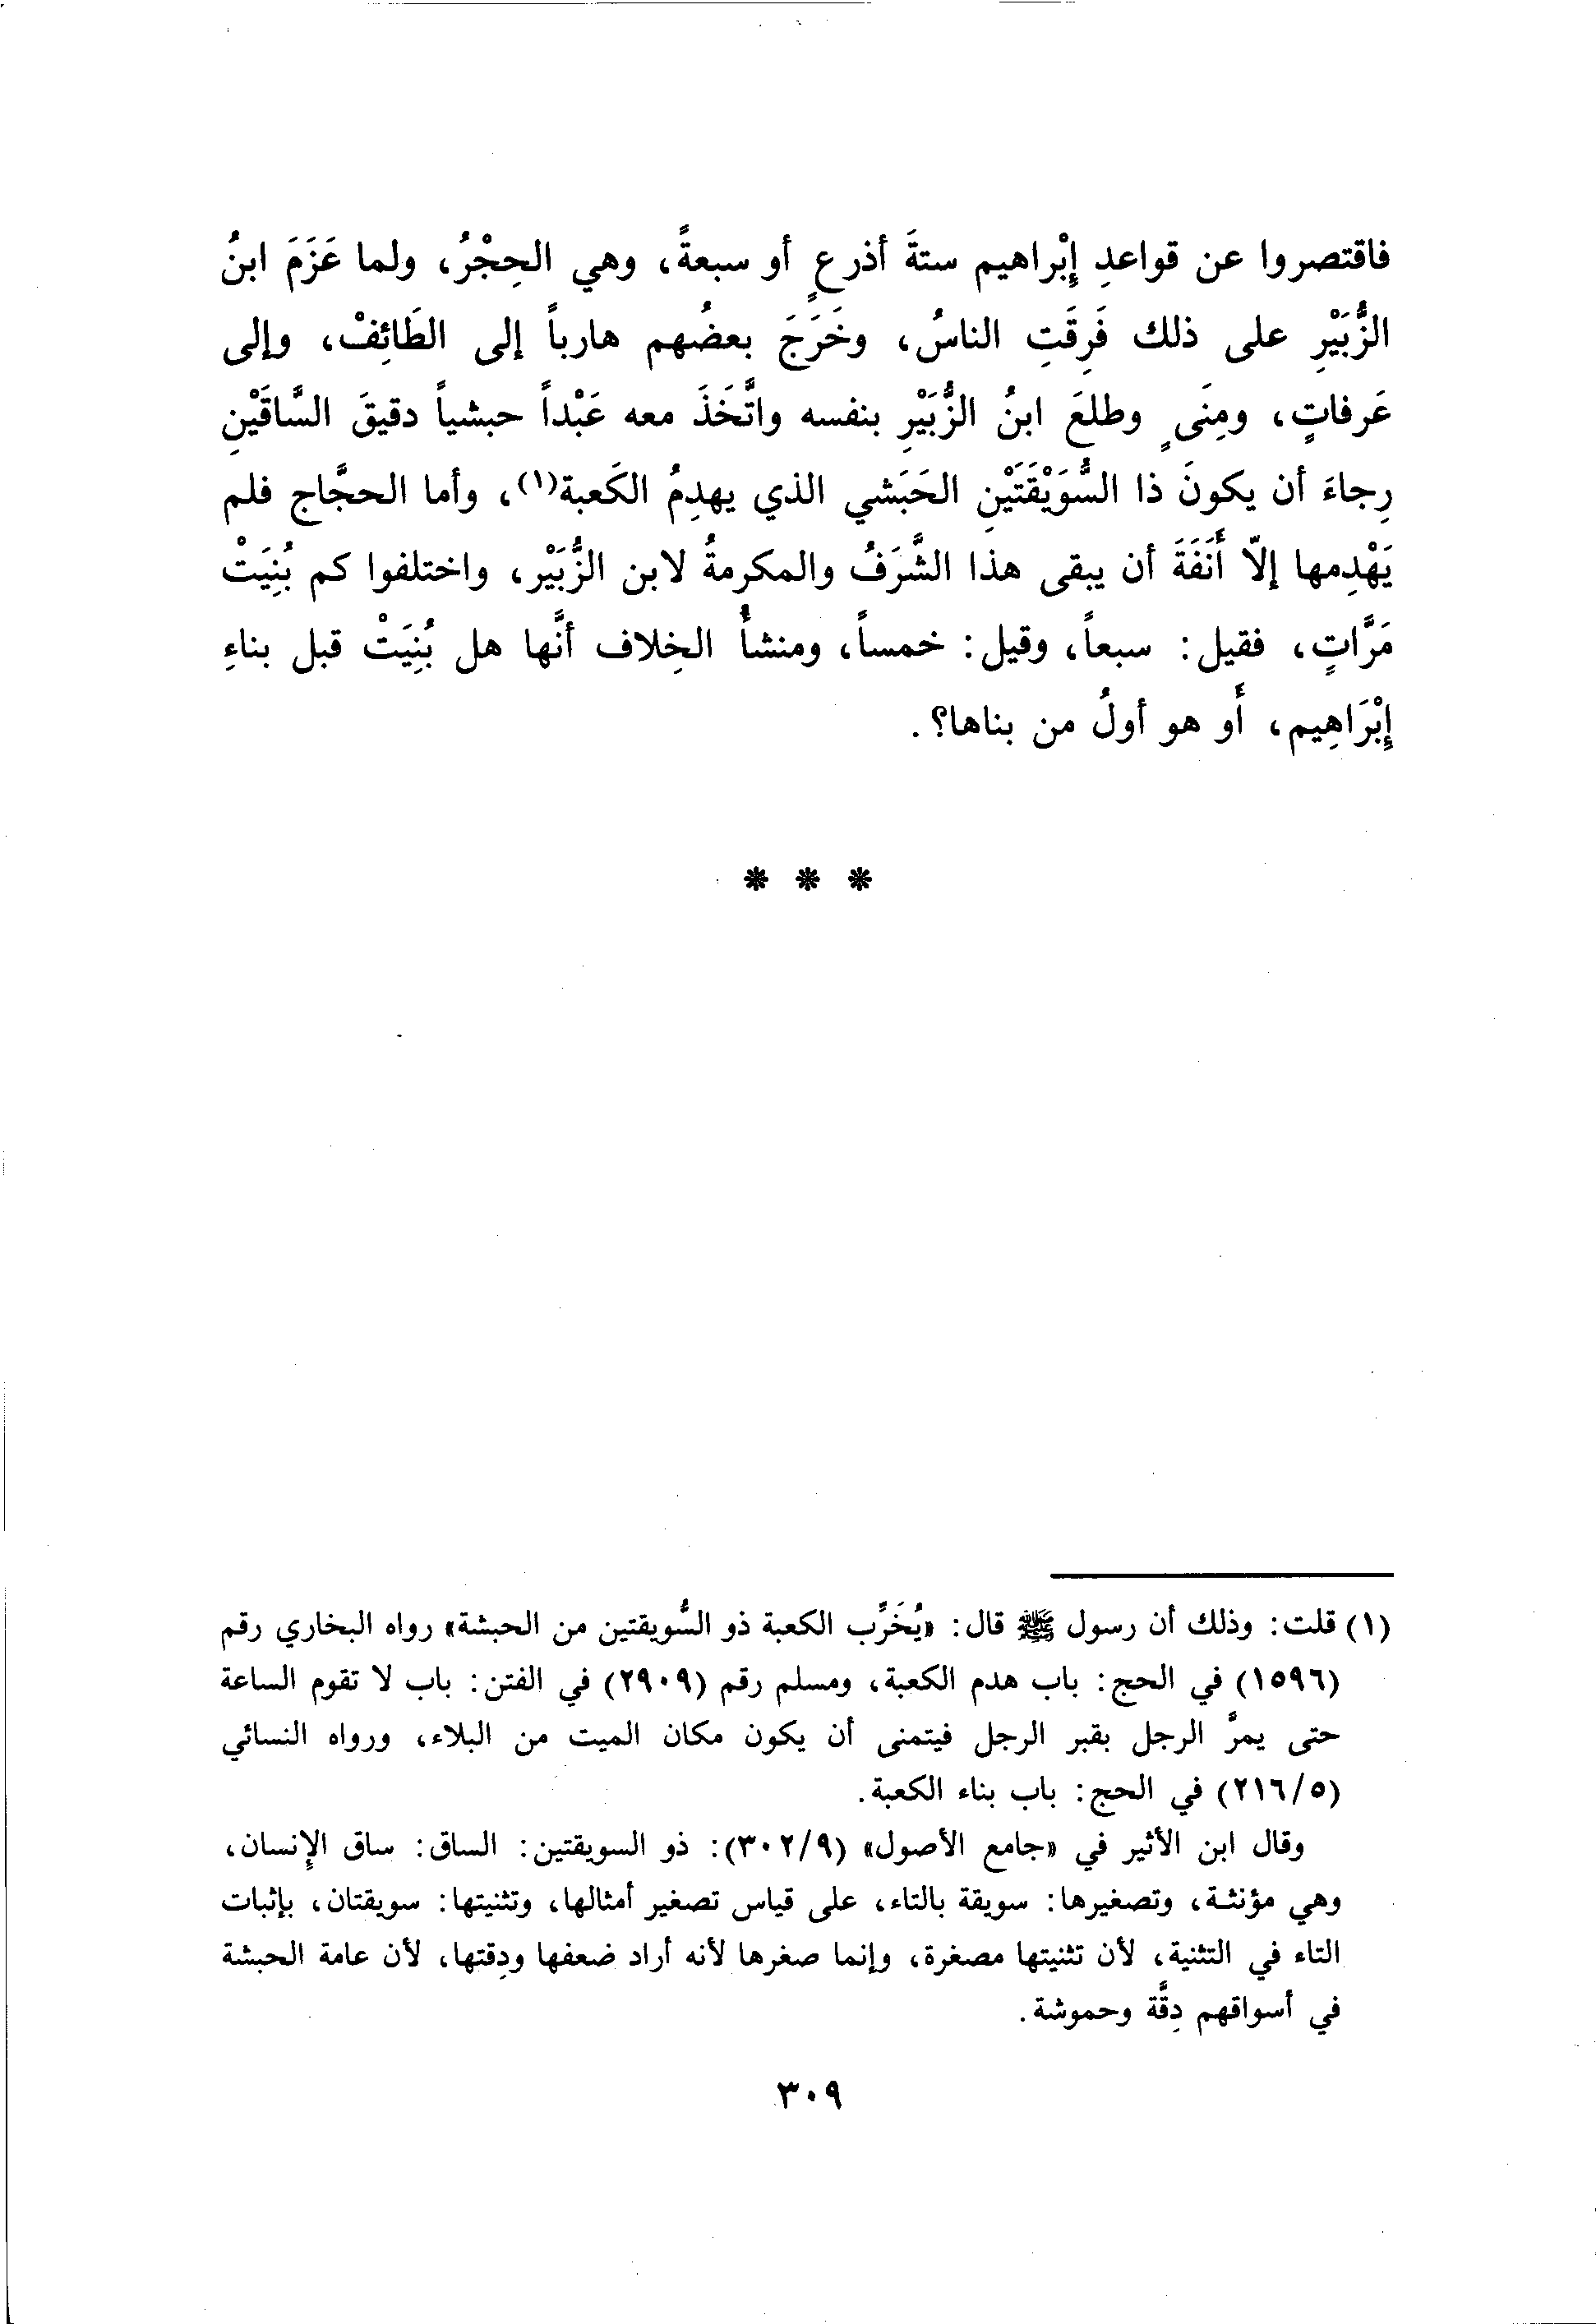 فاقتصروا عن قواعدِ إبْراهيم ستةَ أذرعٍ أو سبعةً، وهي الحِجْرُ، ولما عَزَمَ ابنُ
الزُّبَيْرِ على ذلك فَرِقَتِ الناسُ، وخَرَجَ بعضُهم هارباً إلى الطَائِفْ، وإلى
عَرفاتٍ، ومِنَىٍ وطلعَ ابنُ الزُّبَيْرِ بنفسه واتَّخَذَ معه عَبْداً حبشياً دقيقَ السَّاقَيْنِ
رِجاءَ أن يكونَ ذا السُّوَيْقَتَيْنِ الحَبَشي الذي يهدِمُ الكَعبة(١)، وأما الحجَّاج فلم
يَهْدِمها إلاّ أَنَفَةَ أن يبقى هذا الشَّرَفُ والمكرمةُ لابن الزُّبَيْر، واختلفوا كم بُنِيَتْ
مَرَّاتٍ، فقيل: سبعاً، وقيل: خمساً، ومنشأُ الخِلاف أنَّها هل بُنِيَتْ قبل بناءِ
إبْرَاهِيم، أَو هو أولُ من بناها؟.
* * *
(١) قلت: وذلك أن رسول ﷺ قال: «يُخَرِّب الكعبة ذو السُّويقتين من الحبشة» رواه البخاري رقم
(١٥٩٦) في الحج: باب هدم الكعبة، ومسلم رقم (٢٩٠٩) في الفتن: باب لا تقوم الساعة
حتى يمرَّ الرجل بقبر الرجل فيتمنى أن يكون مكان الميت من البلاء، ورواه النسائي
(٢١٦/٥) في الحج: باب بناء الكعبة.
وقال ابن الأثير في «جامع الأصول» (٣٠٢/٩): ذو السويقتين: الساق: ساق الإنسان،
وهي مؤنثـة، وتصغيرها: سويقة بالتاء، على قياس تصغير أمثالها، وتثنيتها: سويقتان، بإثبات
التاء في التثنية، لأن تثنيتها مصغرة، وإنما صغرها لأنه أراد ضعفها ودِقتها، لأن عامة الحبشة
في أسواقهم دِقَّة وحموشة.
٣٠٩